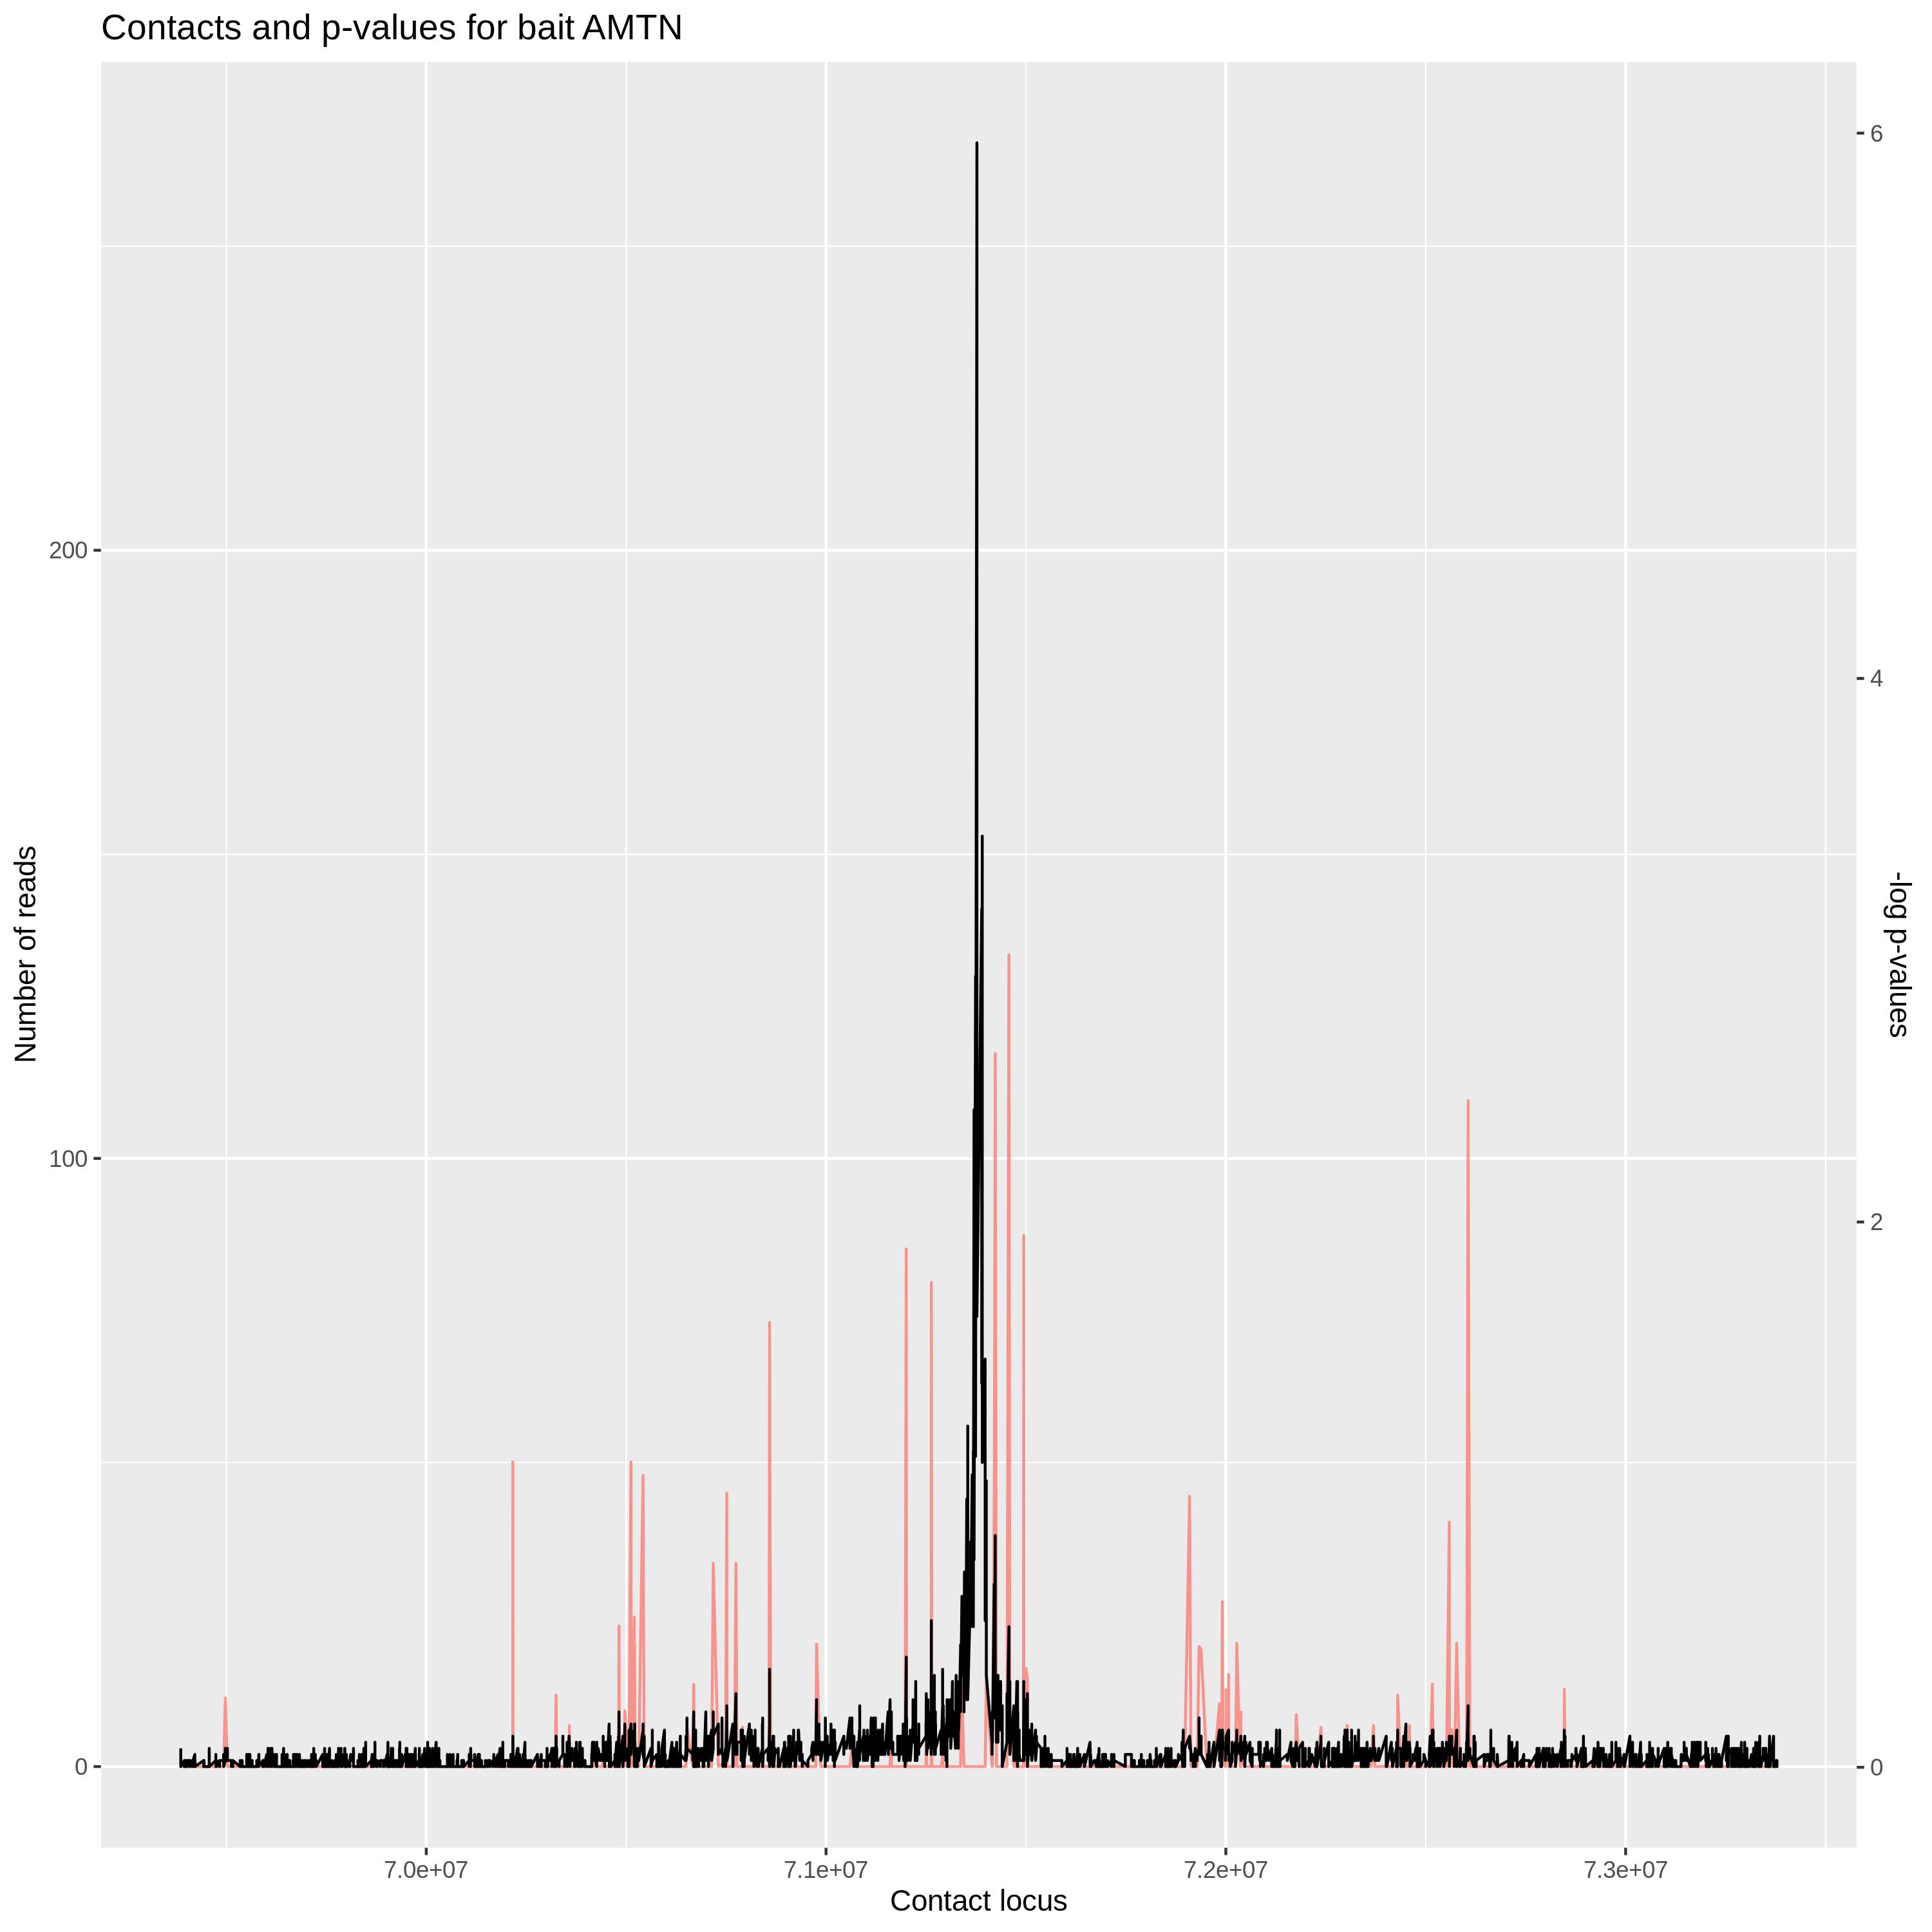 Contacts and p-values for bait AMTN
6
200
4
Number of reads
-log p-values
100
2
0
0
7.0e+07
7.1e+07
7.2e+07
7.3e+07
Contact locus